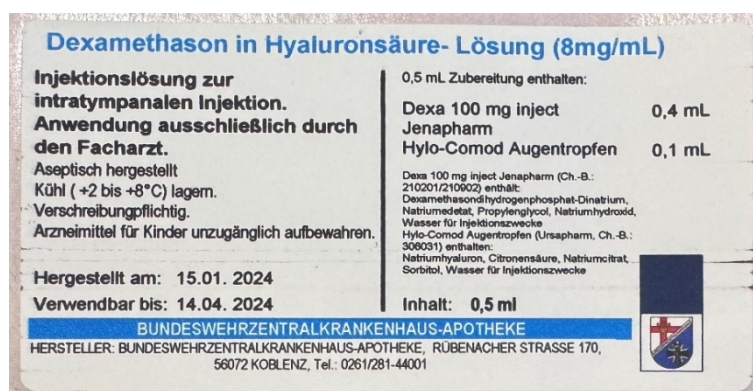 Dexamethason in Hyaluronsäure- Lösung (8mg/mL)
Injektionslösung zur
intratympanalen Injektion.
Anwendung ausschließlich durch
den Facharzt.
Aseptisch hergestellt
Kühl ( +2 bis +8°C) lagern.
Verschreibungpflichtig.
Arzneimittel für Kinder unzugänglich aufbewahren.
Hergestellt am: 15.01. 2024
Verwendbar bis: 14.04. 2024
0,5 mL Zubereitung enthalten:
Dexa 100 mg inject 0,4 mL
Jenapharm
Hylo-Comod Augentropfen 0,1 mL
Dexa 100 mg inject Jenapharm (Ch.-B.:
210201/210902) enthält:
Dexamethasondihydrogenphosphat-Dinatrium,
Natriumedetat, Propylenglycol, Natriumhydroxid,
Wasser für Injektionszwecke
Hylo-Comod Augentropfen (Ursapharm, Ch.-B.:
306031) enthalten:
Natriumhyaluron, Citronensäure, Natriumcitrat,
Sorbitol, Wasser für Injektionszwecke
Inhalt: 0,5 ml
BUNDESWEHRZENTRALKRANKENHAUS-APOTHEKE
HERSTELLER: BUNDESWEHRZENTRALKRANKENHAUS-APOTHEKE, RÜBENACHER STRASSE 170,
56072 KOBLENZ, Tel.: 0261/281-44001